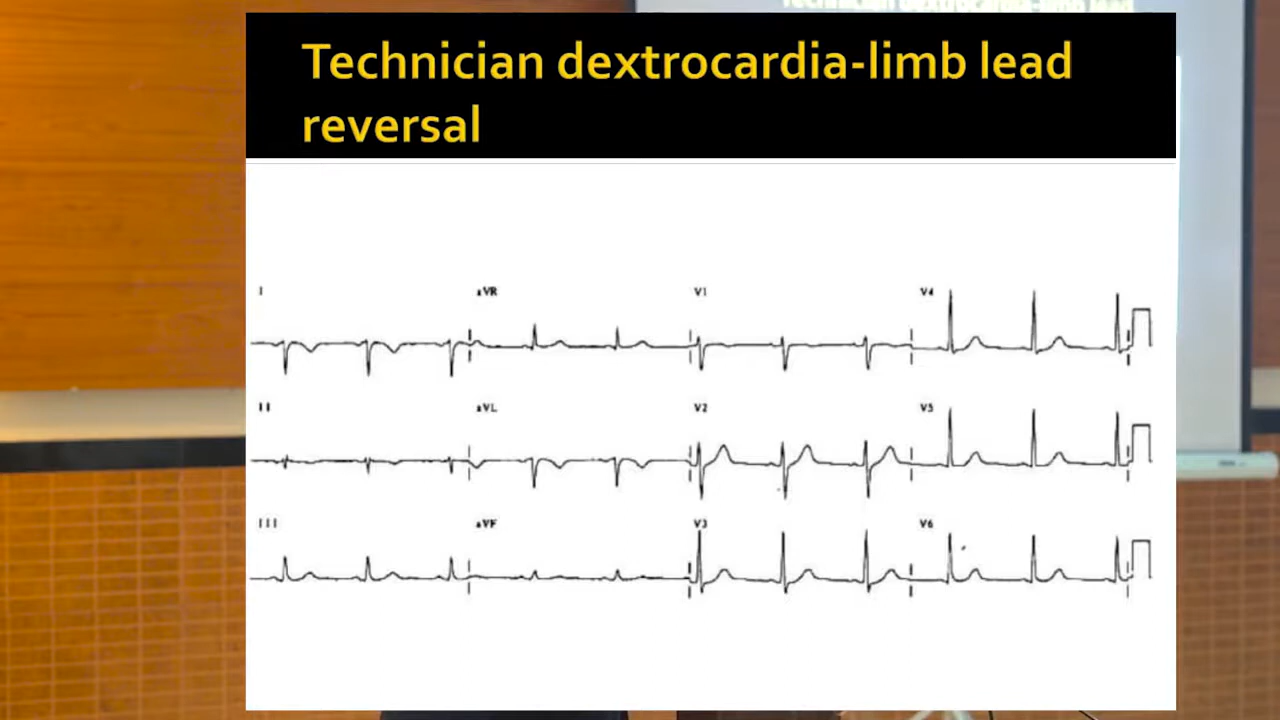 Technician dextrocardia-limb lead
reversal
I aVR V1 V4
II aVL V2 V5
III aVF V3 V6